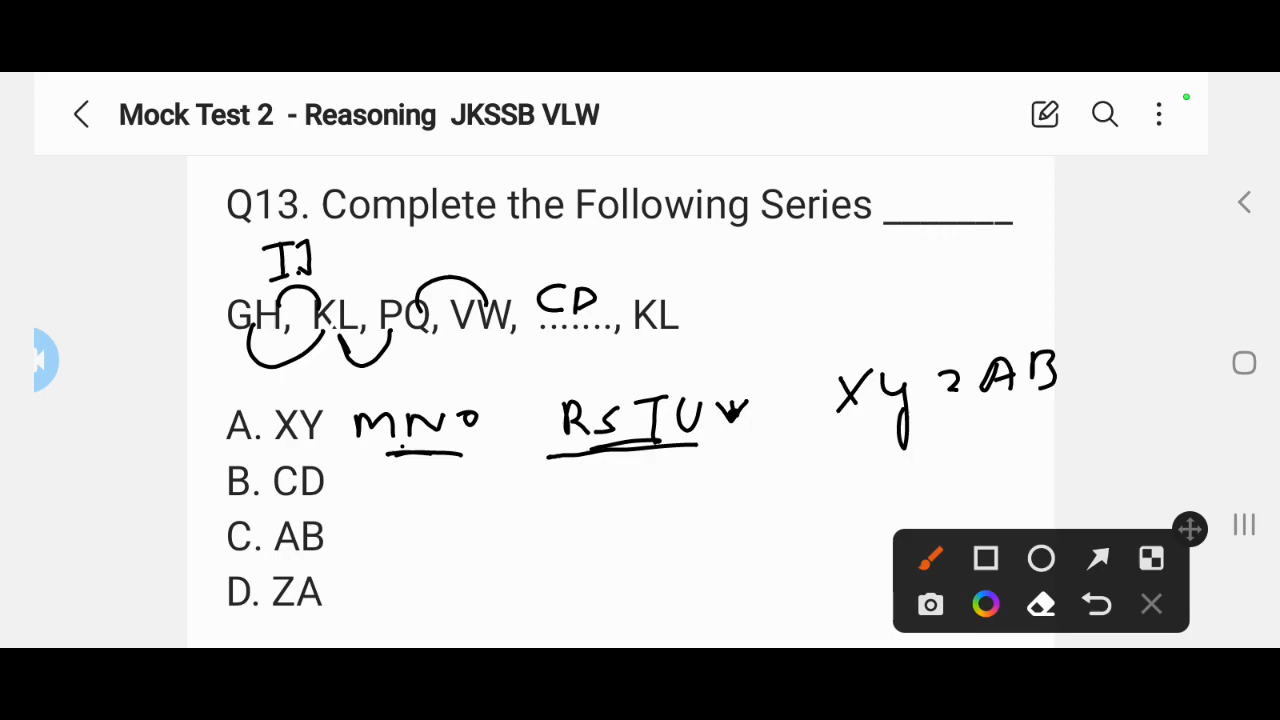 Mock Test 2 - Reasoning JKSSB VLW
Q13. Complete the Following Series _______
IJ
GH, KL, PQ, VW, ......., KL
CD
A. XY MNO RSTUV XYZAB
B. CD
C. AB
D. ZA